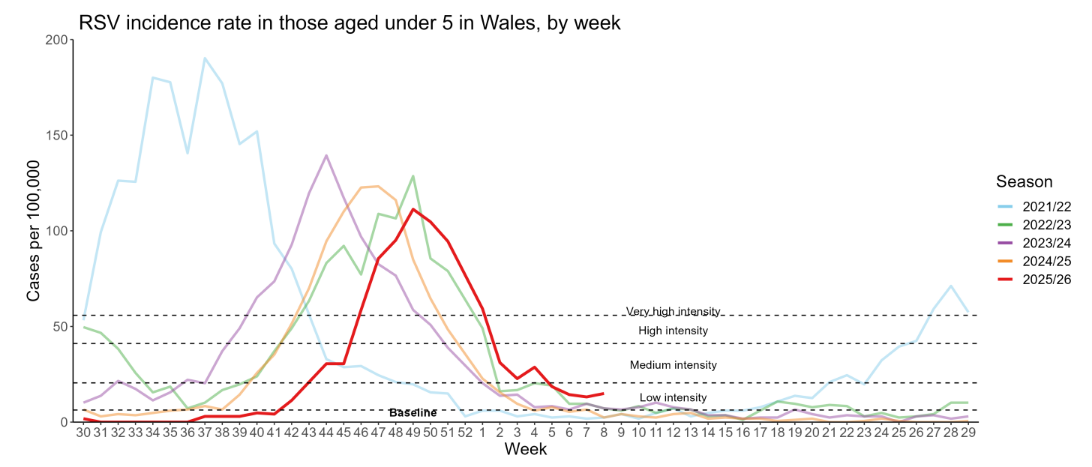 RSV incidence rate in those aged under 5 in Wales, by week
Cases per 100,000
200
150
100
50
0
Very high intensity
High intensity
Medium intensity
Low intensity
Baseline
30 31 32 33 34 35 36 37 38 39 40 41 42 43 44 45 46 47 48 49 50 51 52 1 2 3 4 5 6 7 8 9 10 11 12 13 14 15 16 17 18 19 20 21 22 23 24 25 26 27 28 29
Week
Season
2021/22
2022/23
2023/24
2024/25
2025/26